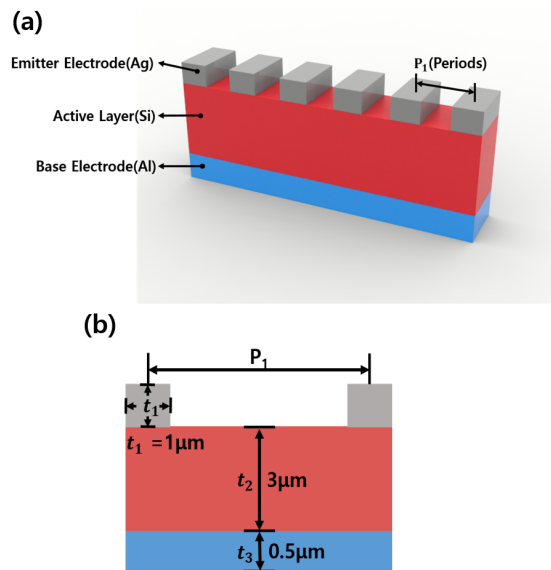 (a)
Emitter Electrode(Ag)
P₁(Periods)
Active Layer(Si)
Base Electrode(Al)
(b)
P₁
t₁
t₁ =1μm
t₂ 3μm
t₃ 0.5μm